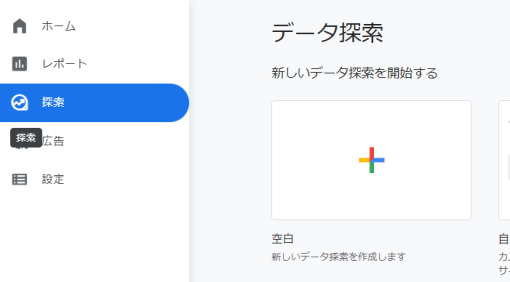 ホーム
レポート
探索
探索
広告
設定
データ探索
新しいデータ探索を開始する
空白
新しいデータ探索を作成します
自
カス
サイ